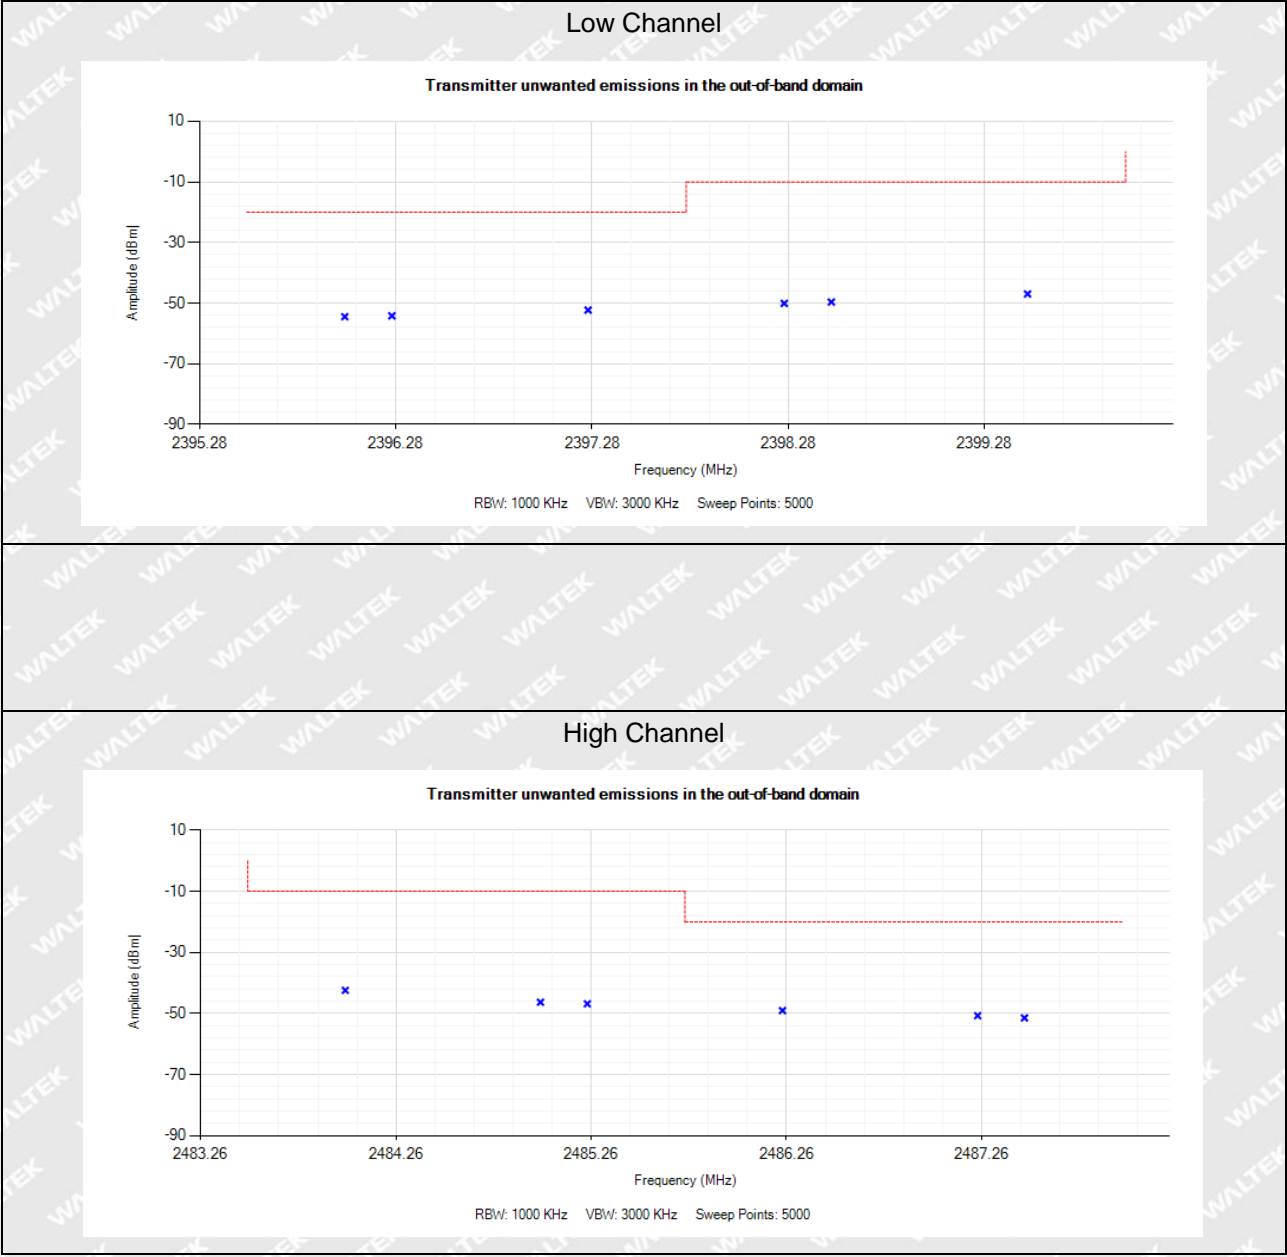 Low Channel
Transmitter unwanted emissions in the out-of-band domain
10
-10
-30
-50
-70
-90
Amplitude (dBm)
2395.28 2396.28 2397.28 2398.28 2399.28
Frequency (MHz)
RBW: 1000 KHz VBW: 3000 KHz Sweep Points: 5000
High Channel
Transmitter unwanted emissions in the out-of-band domain
10
-10
-30
-50
-70
-90
Amplitude (dBm)
2483.26 2484.26 2485.26 2486.26 2487.26
Frequency (MHz)
RBW: 1000 KHz VBW: 3000 KHz Sweep Points: 5000
WALTEK